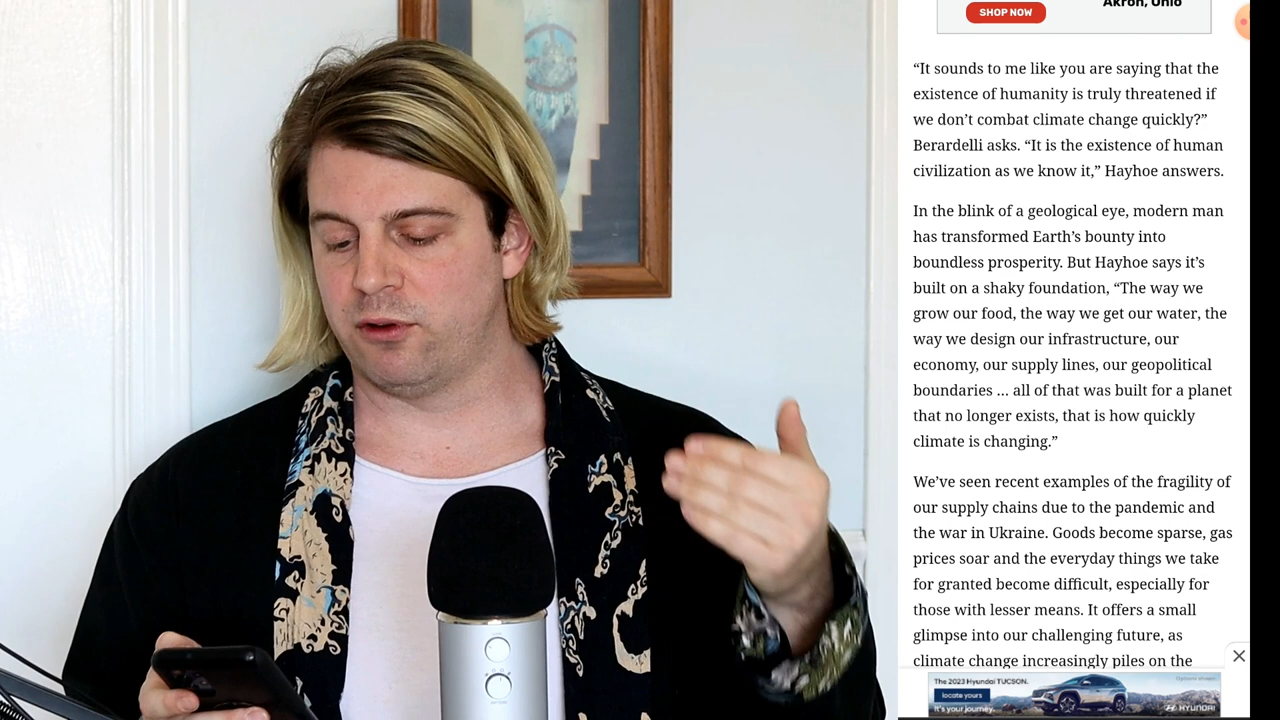 SHOP NOW
Akron, Ohio
“It sounds to me like you are saying that the
existence of humanity is truly threatened if
we don’t combat climate change quickly?”
Berardelli asks. “It is the existence of human
civilization as we know it,” Hayhoe answers.
In the blink of a geological eye, modern man
has transformed Earth’s bounty into
boundless prosperity. But Hayhoe says it’s
built on a shaky foundation, “The way we
grow our food, the way we get our water, the
way we design our infrastructure, our
economy, our supply lines, our geopolitical
boundaries … all of that was built for a planet
that no longer exists, that is how quickly
climate is changing.”
We’ve seen recent examples of the fragility of
our supply chains due to the pandemic and
the war in Ukraine. Goods become sparse, gas
prices soar and the everyday things we take
for granted become difficult, especially for
those with lesser means. It offers a small
glimpse into our challenging future, as
climate change increasingly piles on the
The 2023 Hyundai TUCSON.
locate yours
It's your journey.
HYUNDAI